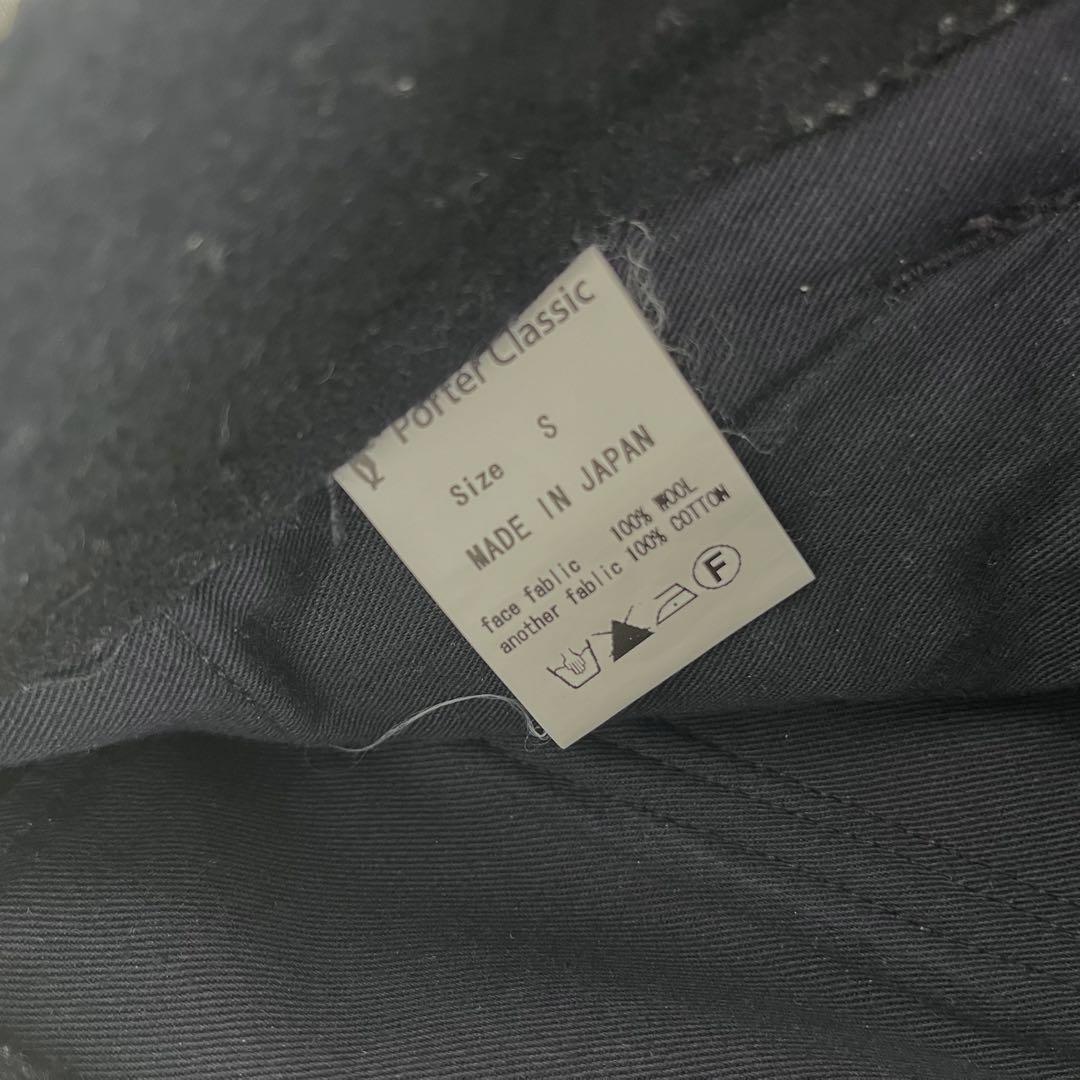 Porter Classic
Size S
MADE IN JAPAN
face fablic 100% WOOL
another fablic 100% COTTON
F